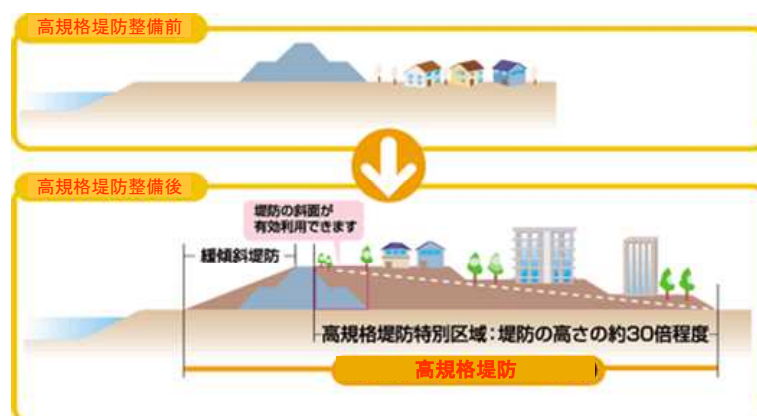 高規格堤防整備前
高規格堤防整備後
堤防の斜面が
有効利用できます
緩傾斜堤防
高規格堤防特別区域：堤防の高さの約30倍程度
高規格堤防